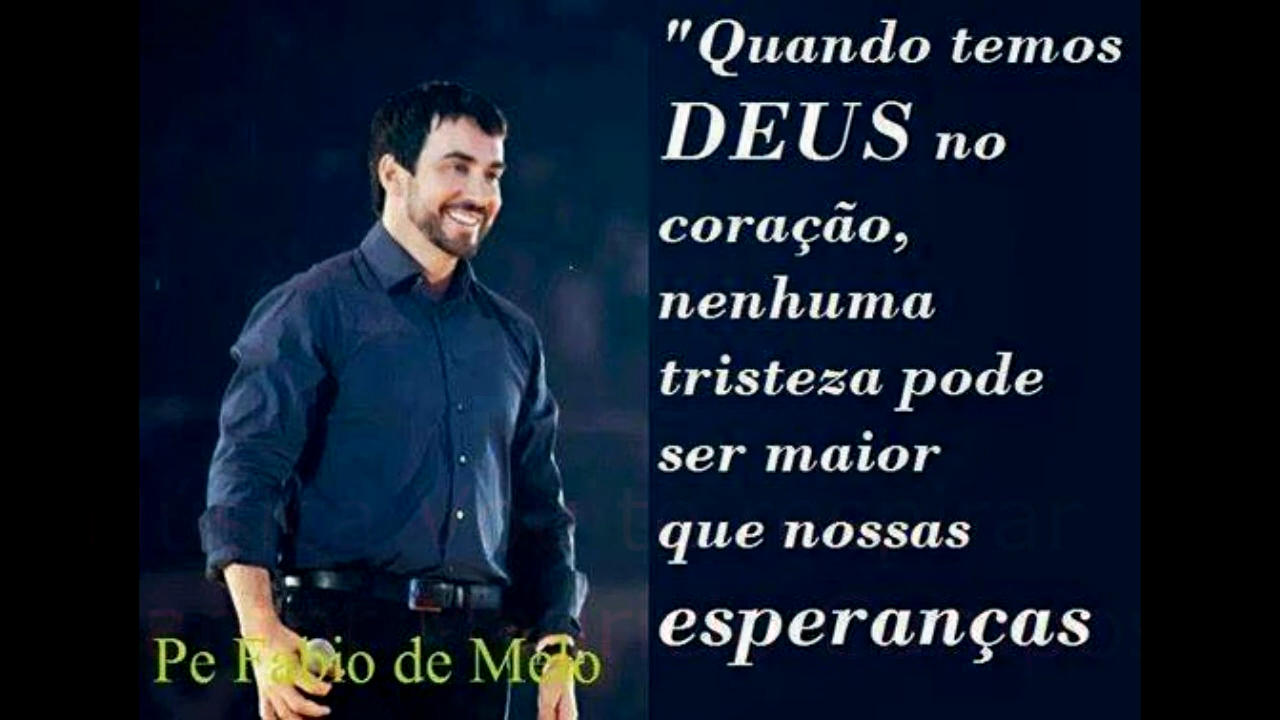 "Quando temos
DEUS no
coração,
nenhuma
tristeza pode
ser maior
que nossas
esperanças
Pe Fabio de Melo